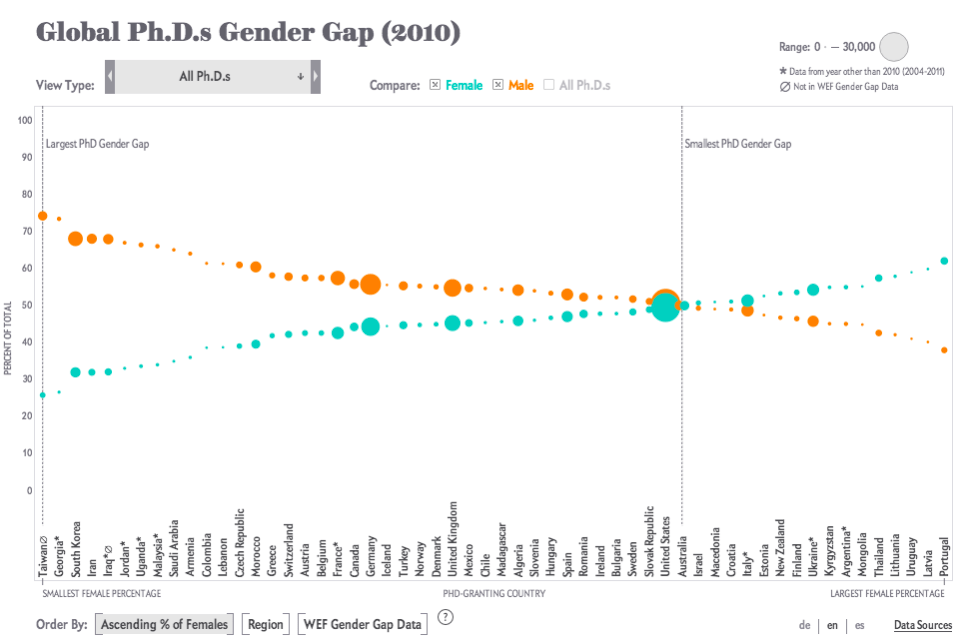 Global Ph.D.s Gender Gap (2010)
Range: 0 · — 30,000
View Type: All Ph.D.s ↓
Compare: Female Male All Ph.D.s
* Data from year other than 2010 (2004-2011)
∅ Not in WEF Gender Gap Data
100
Largest PhD Gender Gap
Smallest PhD Gender Gap
90
80
70
60
50
40
30
20
10
0
PERCENT OF TOTAL
Taiwan∅
Georgia*
South Korea
Iran
Iraq*∅
Jordan*
Uganda*
Malaysia*
Saudi Arabia
Armenia
Colombia
Lebanon
Czech Republic
Morocco
Greece
Switzerland
Austria
Belgium
France*
Canada
Germany
Iceland
Turkey
Norway
Denmark
United Kingdom
Mexico
Chile
Madagascar
Algeria
Slovenia
Hungary
Spain
Romania
Ireland
Bulgaria
Sweden
Slovak Republic
United States
Australia
Israel
Macedonia
Croatia
Italy*
Estonia
New Zealand
Finland
Ukraine*
Kyrgyzstan
Argentina*
Mongolia
Thailand
Lithuania
Uruguay
Latvia
Portugal
SMALLEST FEMALE PERCENTAGE PHD-GRANTING COUNTRY LARGEST FEMALE PERCENTAGE
Order By: Ascending % of Females Region WEF Gender Gap Data ?
de | en | es Data Sources